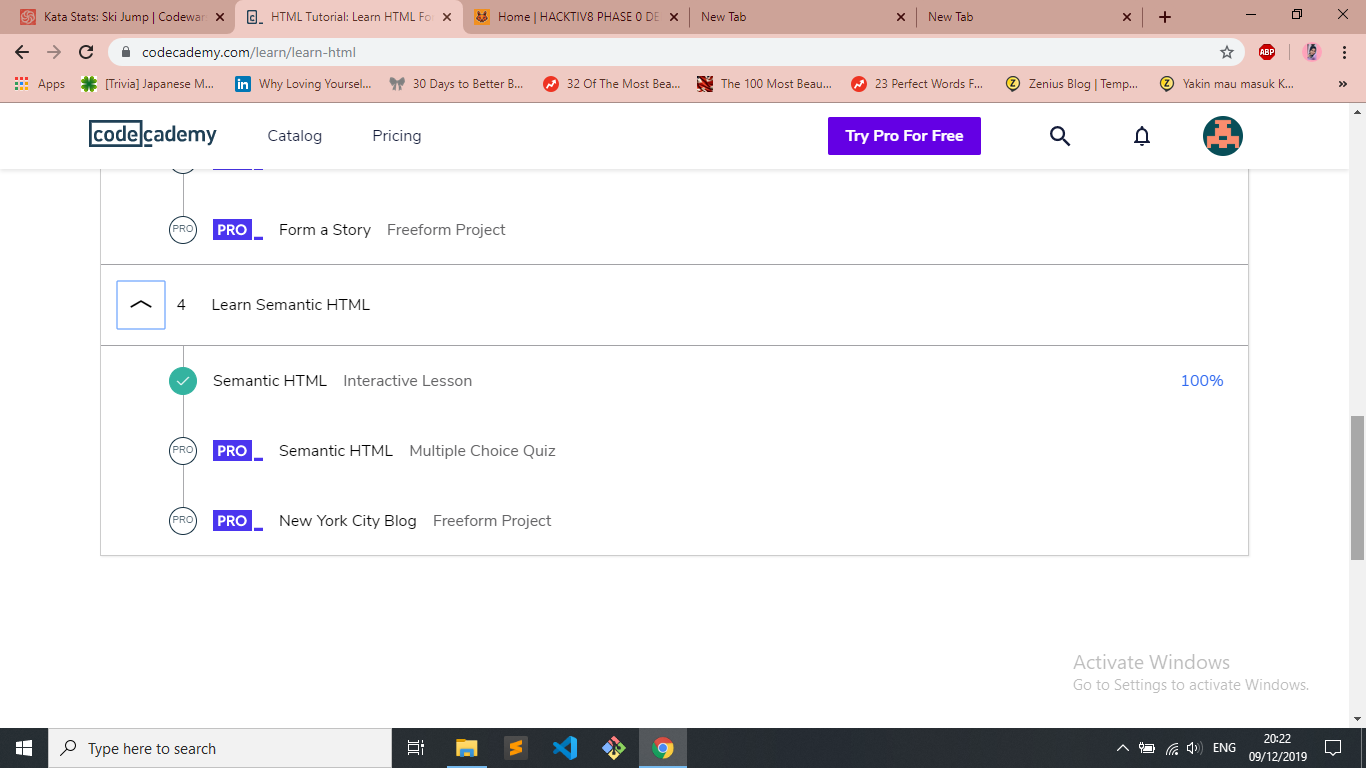 Kata Stats: Ski Jump | Codewar
HTML Tutorial: Learn HTML Fo
Home | HACKTIV8 PHASE 0 DE
New Tab
New Tab
codecademy.com/learn/learn-html
ABP
Apps
[Trivia] Japanese M...
Why Loving Yoursel...
30 Days to Better B...
32 Of The Most Bea...
The 100 Most Beau...
23 Perfect Words F...
Zenius Blog | Temp...
Yakin mau masuk K...
codecademy
Catalog
Pricing
Try Pro For Free
PRO PRO_ Form a Story Freeform Project
4 Learn Semantic HTML
Semantic HTML Interactive Lesson 100%
PRO PRO_ Semantic HTML Multiple Choice Quiz
PRO PRO_ New York City Blog Freeform Project
Activate Windows
Go to Settings to activate Windows.
Type here to search
ENG
20:22
09/12/2019